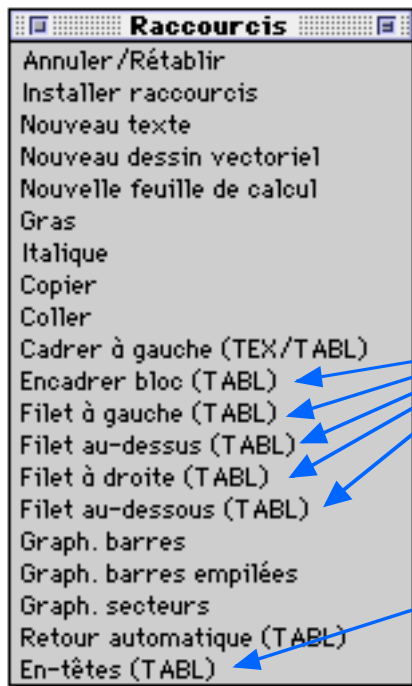 Raccourcis
Annuler/Rétablir
Installer raccourcis
Nouveau texte
Nouveau dessin vectoriel
Nouvelle feuille de calcul
Gras
Italique
Copier
Coller
Cadrer à gauche (TEX/TABL)
Encadrer bloc (TABL)
Filet à gauche (TABL)
Filet au-dessus (TABL)
Filet à droite (TABL)
Filet au-dessous (TABL)
Graph. barres
Graph. barres empilées
Graph. secteurs
Retour automatique (TABL)
En-têtes (TABL)